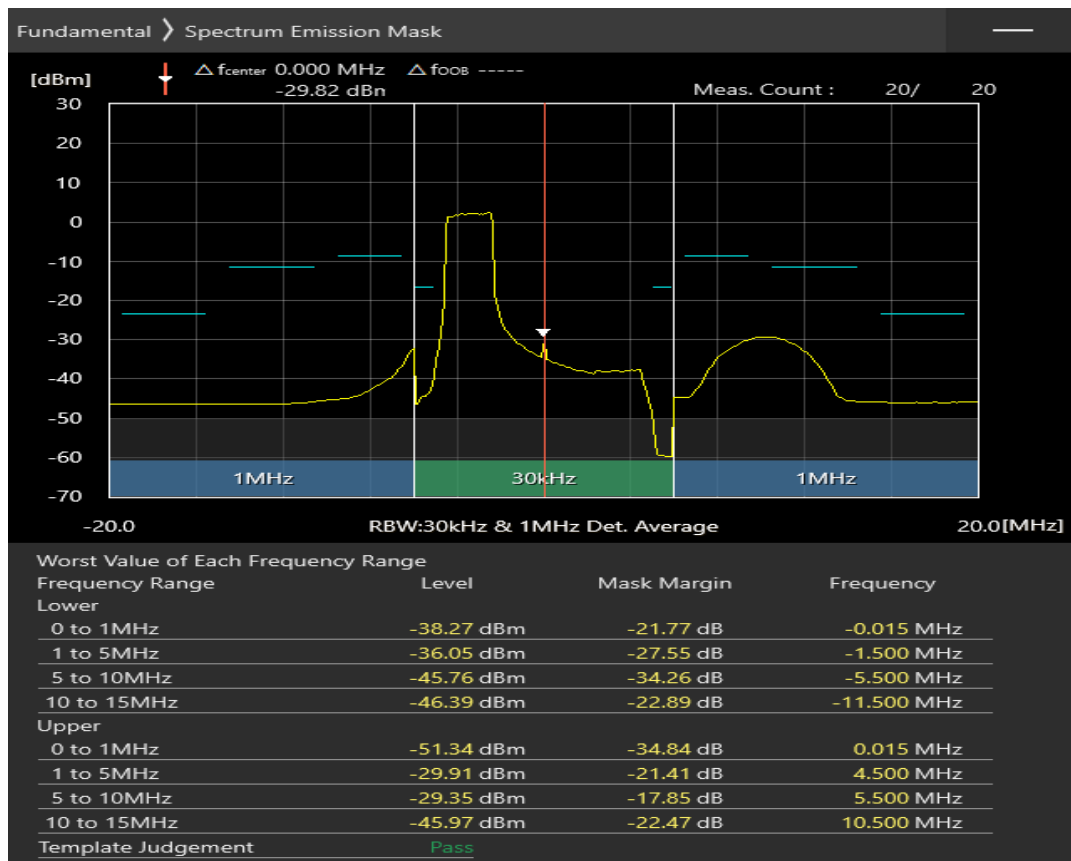 Fundamental ❯ Spectrum Emission Mask
[dBm] △ fcenter 0.000 MHz △ fOOB -----
-29.82 dBn Meas. Count : 20/ 20
30
20
10
0
-10
-20
-30
-40
-50
-60
1MHz 30kHz 1MHz
-70
-20.0 RBW:30kHz & 1MHz Det. Average 20.0[MHz]
Worst Value of Each Frequency Range
Frequency Range Level Mask Margin Frequency
Lower
0 to 1MHz -38.27 dBm -21.77 dB -0.015 MHz
1 to 5MHz -36.05 dBm -27.55 dB -1.500 MHz
5 to 10MHz -45.76 dBm -34.26 dB -5.500 MHz
10 to 15MHz -46.39 dBm -22.89 dB -11.500 MHz
Upper
0 to 1MHz -51.34 dBm -34.84 dB 0.015 MHz
1 to 5MHz -29.91 dBm -21.41 dB 4.500 MHz
5 to 10MHz -29.35 dBm -17.85 dB 5.500 MHz
10 to 15MHz -45.97 dBm -22.47 dB 10.500 MHz
Template Judgement Pass